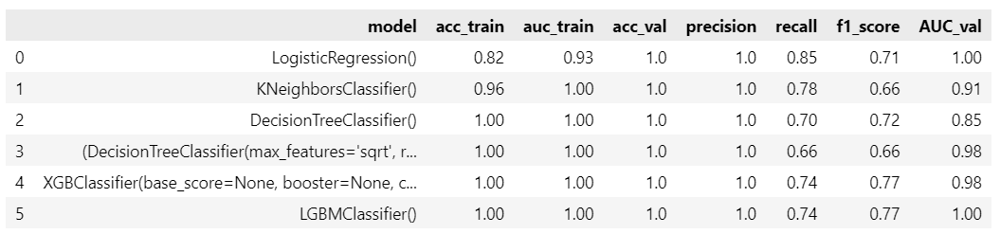 model acc_train auc_train acc_val precision recall f1_score AUC_val
0 LogisticRegression() 0.82 0.93 1.0 1.0 0.85 0.71 1.00
1 KNeighborsClassifier() 0.96 1.00 1.0 1.0 0.78 0.66 0.91
2 DecisionTreeClassifier() 1.00 1.00 1.0 1.0 0.70 0.72 0.85
3 (DecisionTreeClassifier(max_features='sqrt', r... 1.00 1.00 1.0 1.0 0.66 0.66 0.98
4 XGBClassifier(base_score=None, booster=None, c... 1.00 1.00 1.0 1.0 0.74 0.77 0.98
5 LGBMClassifier() 1.00 1.00 1.0 1.0 0.74 0.77 1.00